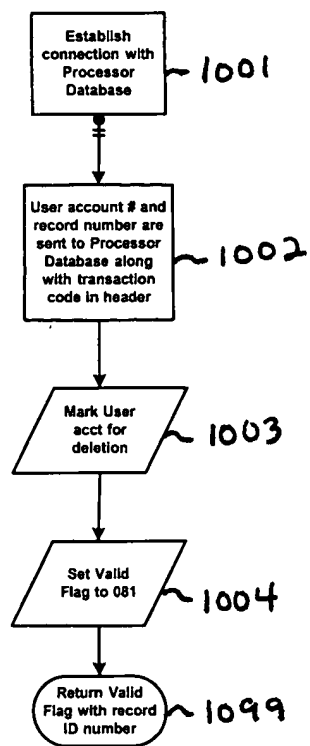 Establish
connection with
Processor
Database
1001
User account # and
record number are
sent to Processor
Database along
with transaction
code in header
1002
Mark User
acct for
deletion
1003
Set Valid
Flag to 081
1004
Return Valid
Flag with record
ID number
1099